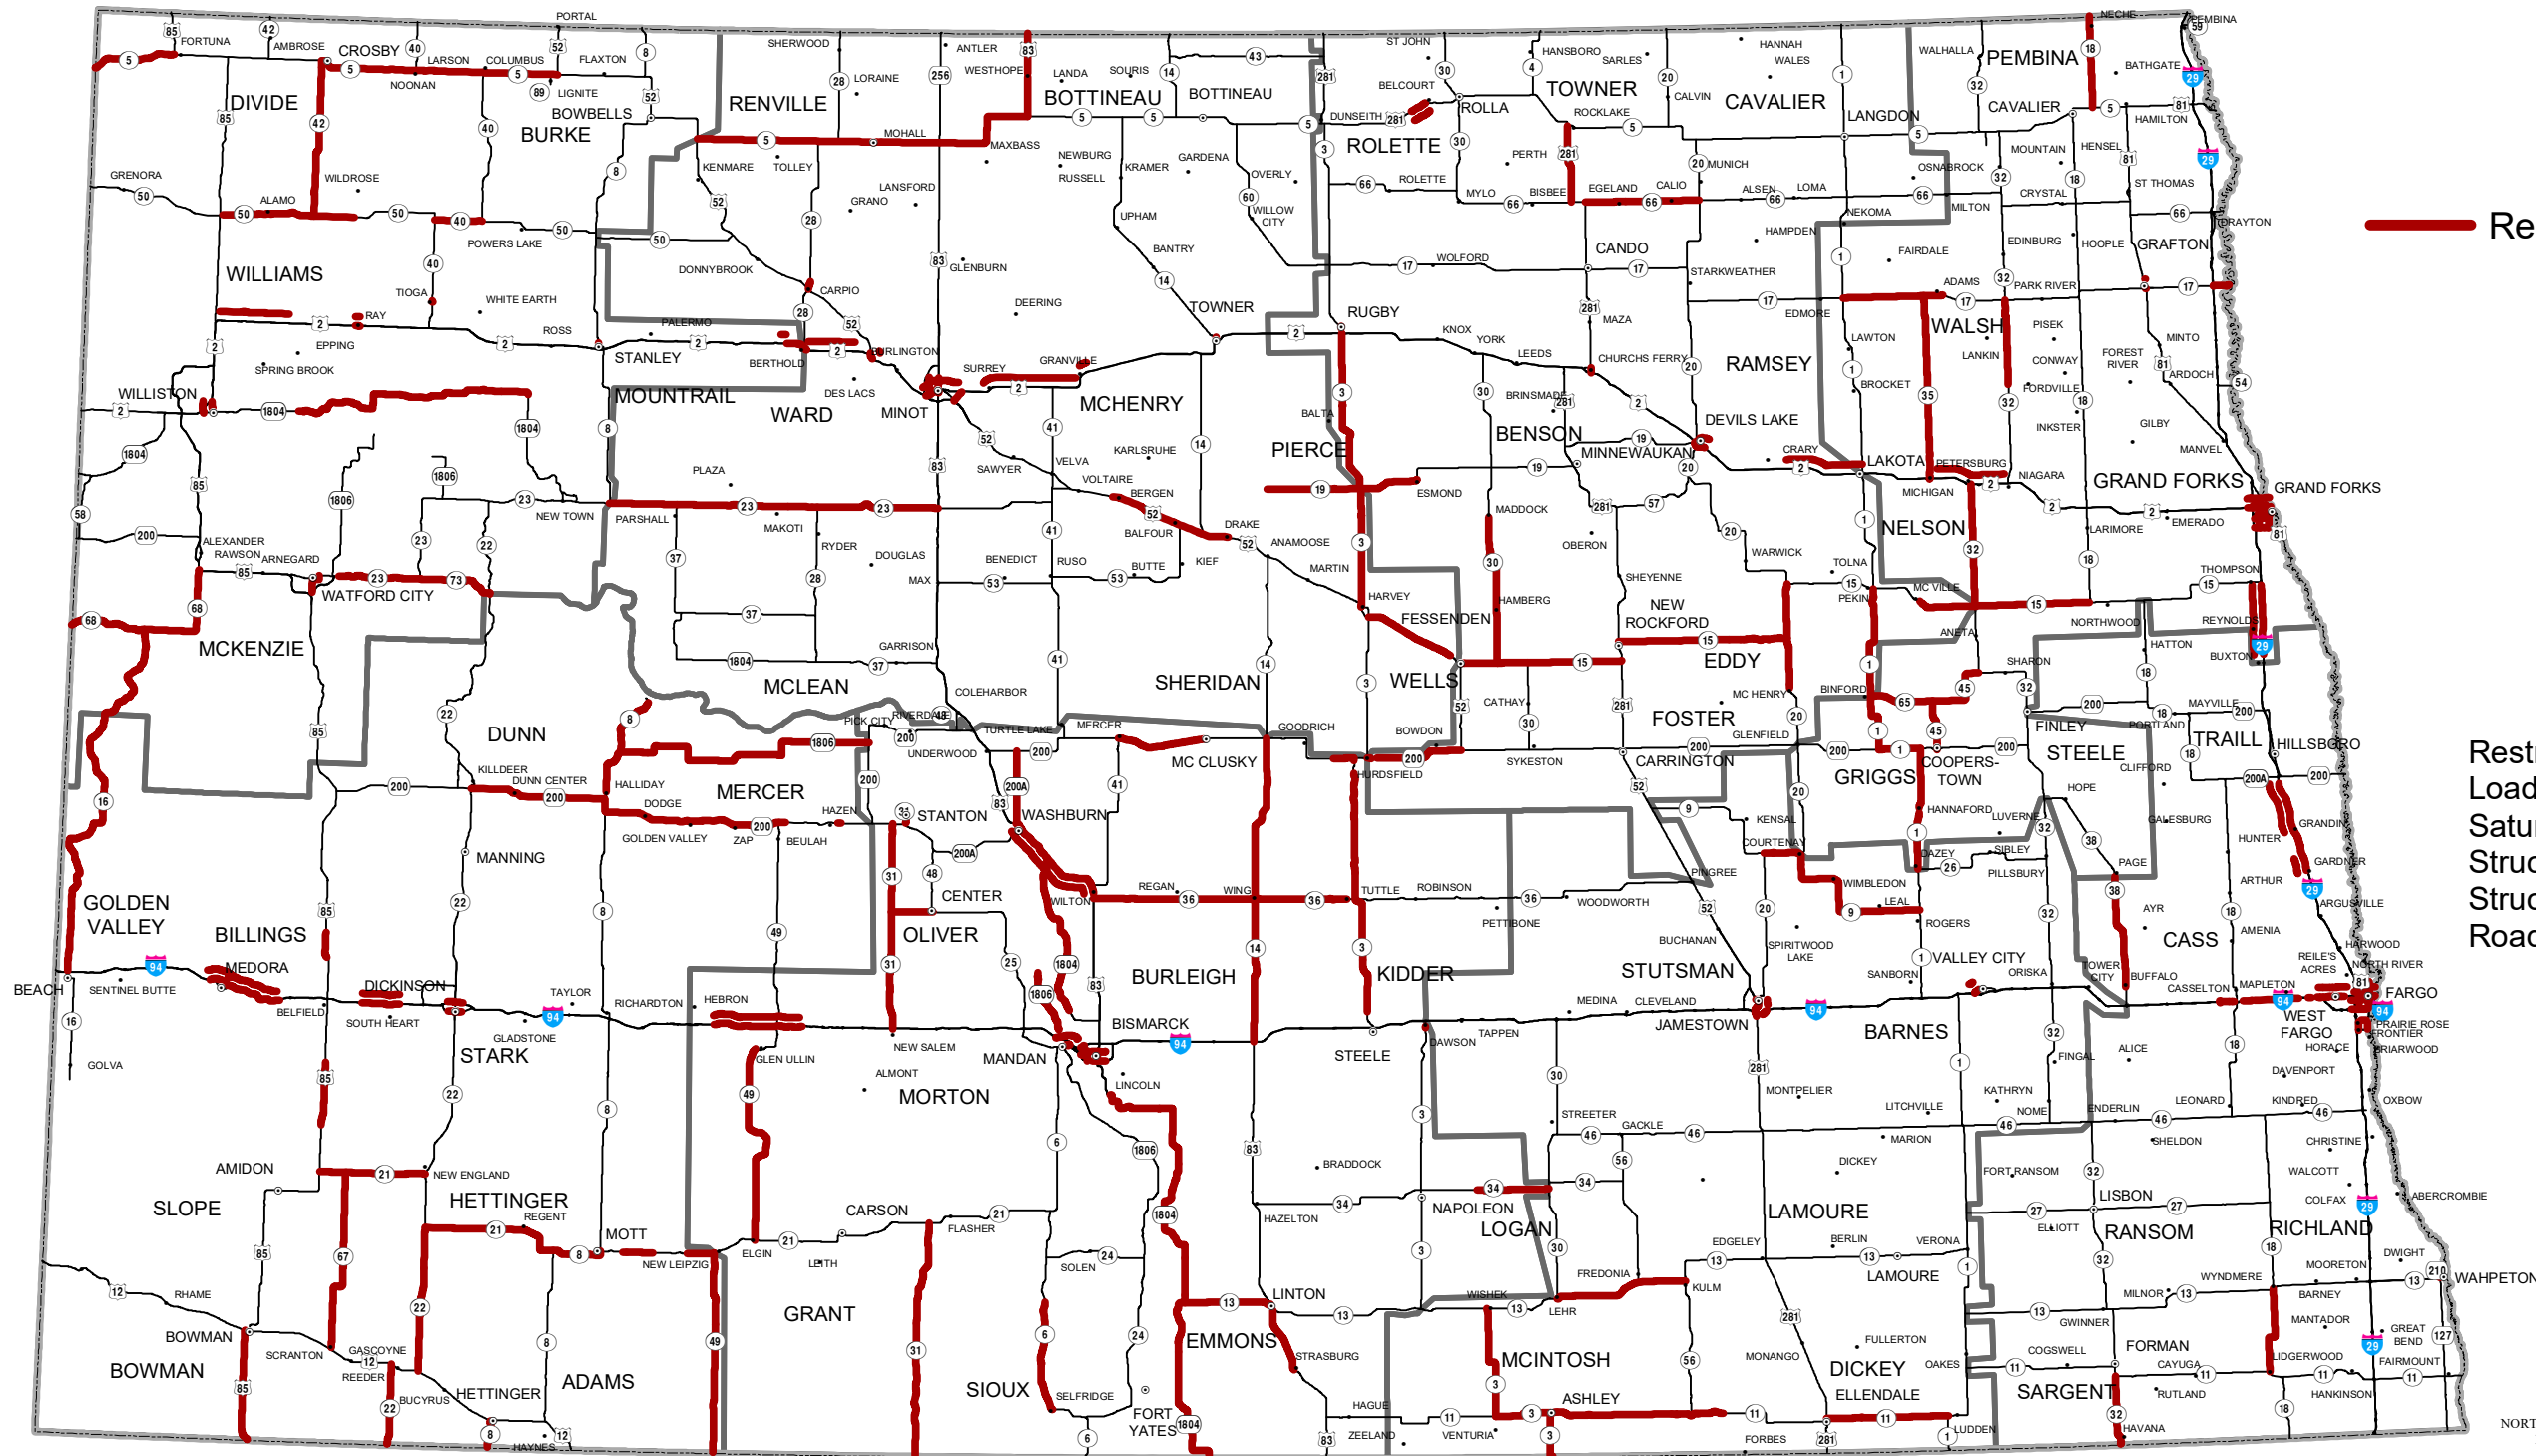 PORTAL
FORTUNA
AMBROSE
CROSBY
LARSON
COLUMBUS
FLAXTON
NOONAN
LIGNITE
BOWBELLS
DIVIDE
BURKE
SHERWOOD
LORAINE
ANTLER
WESTHOPE
LANDA
SOURIS
BOTTINEAU
BOTTINEAU
RENVILLE
MOHALL
MAXBASS
ST JOHN
BELCOURT
DUNSEITH
ROLLA
ROLETTE
HANSBORO
SARLES
TOWNER
ROCKLAKE
CALVIN
HANNAH
WALES
CAVALIER
LANGDON
WALHALLA
PEMBINA
CAVALIER
NECHE
PEMBINA
BATHGATE
HAMILTON
GRENORA
WILDROSE
ALAMO
POWERS LAKE
KENMARE
TOLLEY
LANSFORD
GRANO
NEWBURG
RUSSELL
KRAMER
GARDENA
OVERLY
WILLOW
CITY
UPHAM
BANTRY
ROLETTE
MYLO
PERTH
BISBEE
EGELAND
CALIO
MUNICH
ALSEN
LOMA
OSNABROCK
NEKOMA
MILTON
MOUNTAIN
HENSEL
CRYSTAL
ST THOMAS
DRAYTON
Re
WILLIAMS
TIOGA
WHITE EARTH
RAY
EPPING
SPRING BROOK
ROSS
STANLEY
PALERMO
DONNYBROOK
CARPIO
BERTHOLD
BURLINGTON
DES LACS
GLENBURN
DEERING
SURREY
GRANVILLE
MINOT
TOWNER
WOLFORD
RUGBY
KNOX
YORK
LEEDS
CHURCHS FERRY
CANDO
MAZA
STARKWEATHER
HAMPDEN
FAIRDALE
EDINBURG
HOOPLE
GRAFTON
ADAMS
PARK RIVER
EDMORE
LAWTON
WALSH
LANKIN
PISEK
CONWAY
FORDVILLE
FOREST
RIVER
MINTO
ARDOCH
WILLISTON
MOUNTRAIL
WARD
MCHENRY
BALTA
PIERCE
BENSON
BRINSMADE
MINNEWAUKAN
RAMSEY
DEVILS LAKE
BROCKET
CRARY
LAKOTA
PETERSBURG
MICHIGAN
NIAGARA
INKSTER
GILBY
MANVEL
GRAND FORKS
GRAND FORKS
LARIMORE
EMERADO
PLAZA
NEW TOWN
PARSHALL
MAKOTI
RYDER
DOUGLAS
MAX
SAWYER
VELVA
KARLSRUHE
VOLTAIRE
BERGEN
BALFOUR
DRAKE
ANAMOOSE
MARTIN
BENEDICT
RUSO
BUTTE
KIEF
HARVEY
FESSENDEN
ESMOND
MADDOCK
HAMBERG
OBERON
SHEYENNE
WARWICK
NEW
ROCKFORD
EDDY
TOLNA
PEKIN
NELSON
MC VILLE
ANETA
NORTHWOOD
HATTON
THOMPSON
REYNOLDS
BUXTON
ALEXANDER
RAWSON
ARNEGARD
WATFORD CITY
MCKENZIE
DUNN
KILLDEER
DUNN CENTER
HALLIDAY
DODGE
GOLDEN VALLEY
ZAP
BEULAH
HAZEN
MERCER
MCLEAN
GARRISON
COLEHARBOR
RIVERDALE
PICK CITY
UNDERWOOD
TURTLE LAKE
MERCER
MC CLUSKY
GOODRICH
SHERIDAN
WELLS
HURDSFIELD
BOWDON
CATHAY
SYKESTON
CARRINGTON
FOSTER
MC HENRY
GLENFIELD
BINFORD
GRIGGS
COOPERS-
TOWN
SHARON
FINLEY
STEELE
PORTLAND
MAYVILLE
TRAILL
HILLSBORO
CLIFFORD
GALESBURG
HOPE
LUVERNE
HANNAFORD
KENSAL
COURTENAY
STANTON
WASHBURN
MANNING
CENTER
OLIVER
WILTON
REGAN
WING
TUTTLE
ROBINSON
PETTIBONE
WOODWORTH
PINGREE
BUCHANAN
WIMBLEDON
LEAL
ROGERS
DAZEY
SIBLEY
PILLSBURY
PAGE
AYR
HUNTER
GRANDIN
GARDNER
ARTHUR
ARGUSVILLE
AMENIA
HARWOOD
REILE'S
ACRES
NORTH RIVER
FARGO
WEST
FARGO
PRAIRIE ROSE
FRONTIER
BRIARWOOD
HORACE
MAPLETON
CASSELTON
CASS
GOLDEN
VALLEY
BILLINGS
MEDORA
BEACH
SENTINEL BUTTE
BELFIELD
SOUTH HEART
DICKINSON
GLADSTONE
TAYLOR
RICHARDTON
HEBRON
STARK
GOLVA
GLEN ULLIN
NEW SALEM
ALMONT
MORTON
MANDAN
BISMARCK
LINCOLN
BURLEIGH
KIDDER
STEELE
DAWSON
TAPPEN
MEDINA
CLEVELAND
STUTSMAN
JAMESTOWN
SPIRITWOOD
LAKE
SANBORN
VALLEY CITY
ORISKA
TOWER
CITY
BUFFALO
BARNES
FINGAL
ALICE
DAVENPORT
KATHRYN
NOME
LITCHVILLE
MONTPELIER
MARION
DICKEY
ENDERLIN
LEONARD
KINDRED
OXBOW
SHELDON
CHRISTINE
WALCOTT
COLFAX
ABERCROMBIE
AMIDON
SLOPE
NEW ENGLAND
HETTINGER
REGENT
MOTT
NEW LEIPZIG
ELGIN
LEITH
CARSON
FLASHER
SOLEN
GRANT
SIOUX
SELFRIDGE
FORT
YATES
BRADDOCK
HAZELTON
NAPOLEON
LOGAN
STREETER
GACKLE
LINTON
EMMONS
STRASBURG
WISHEK
LEHR
FREDONIA
KULM
EDGELEY
BERLIN
LAMOURE
LAMOURE
VERONA
FORT RANSOM
LISBON
ELLIOTT
RANSOM
RICHLAND
DWIGHT
WAHPETON
MOORETON
WYNDMERE
BARNEY
MILNOR
GWINNER
MANTADOR
GREAT
BEND
RHAME
BOWMAN
BOWMAN
SCRANTON
GASCOYNE
REEDER
BUCYRUS
HETTINGER
HAYNES
ADAMS
MCINTOSH
ASHLEY
HAGUE
ZEELAND
VENTURIA
MONANGO
FULLERTON
DICKEY
ELLENDALE
OAKES
LUDDEN
FORBES
COGSWELL
FORMAN
SARGENT
CAYUGA
RUTLAND
HAVANA
LIDGERWOOD
HANKINSON
FAIRMOUNT
Restr
Load
Satur
Struc
Struc
Road
NORT